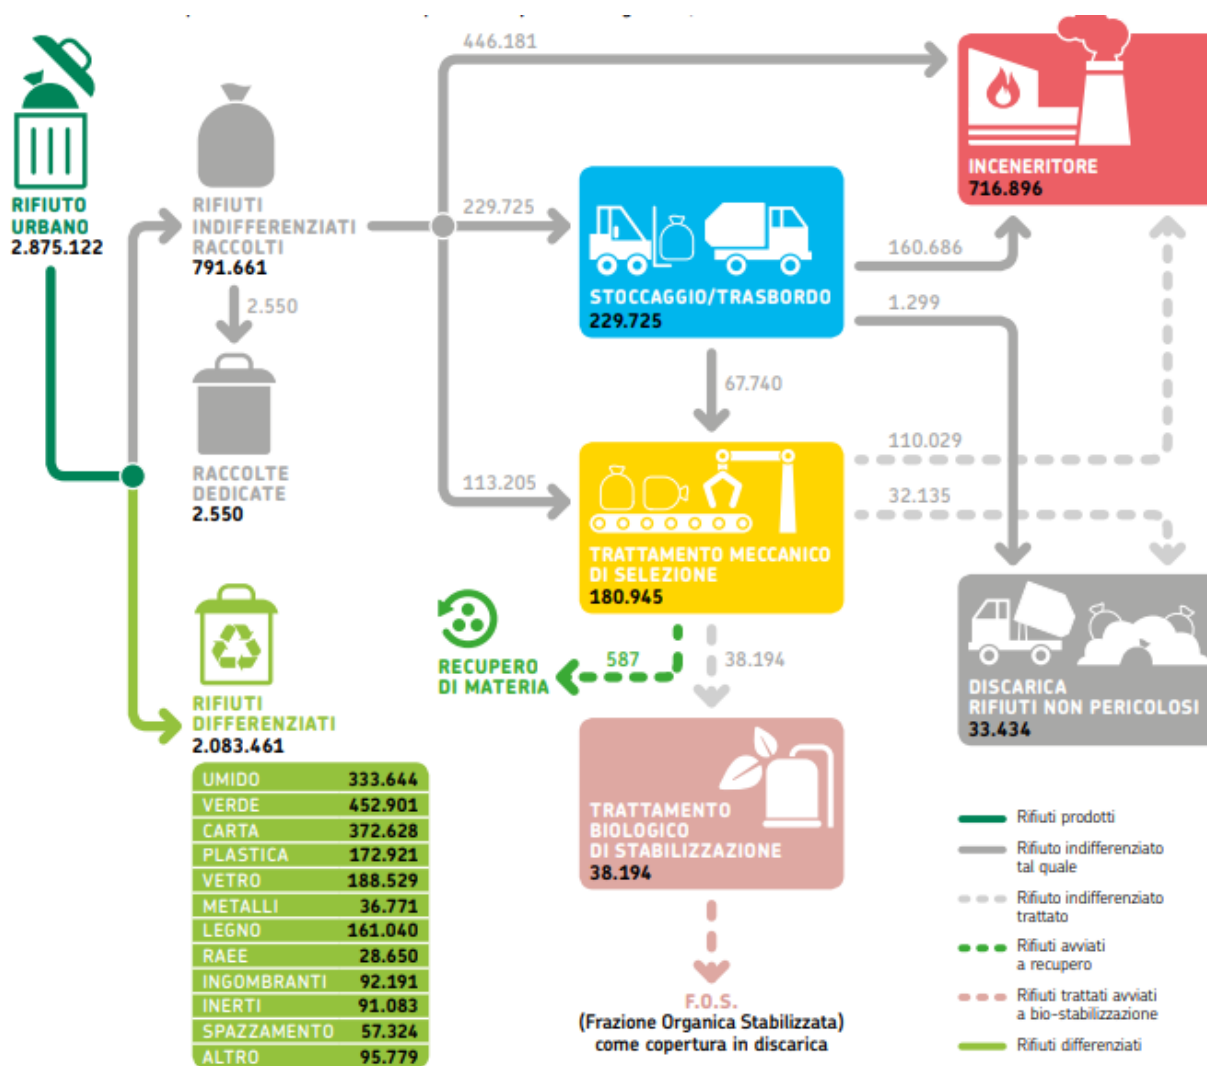 446.181
RIFIUTO
URBANO
2.875.122
RIFIUTI
INDIFFERENZIATI
RACCOLTI
791.661
2.550
RACCOLTE
DEDICATE
2.550
229.725
113.205
INCENERITORE
716.896
STOCCAGGIO/TRASBORDO
229.725
160.686
1.299
67.740
110.029
32.135
TRATTAMENTO MECCANICO
DI SELEZIONE
180.945
RECUPERO
DI MATERIA
587
38.194
DISCARICA
RIFIUTI NON PERICOLOSI
33.434
RIFIUTI
DIFFERENZIATI
2.083.461
UMIDO 333.644
VERDE 452.901
CARTA 372.628
PLASTICA 172.921
VETRO 188.529
METALLI 36.771
LEGNO 161.040
RAEE 28.650
INGOMBRANTI 92.191
INERTI 91.083
SPAZZAMENTO 57.324
ALTRO 95.779
TRATTAMENTO
BIOLOGICO
DI STABILIZZAZIONE
38.194
F.O.S.
(Frazione Organica Stabilizzata)
come copertura in discarica
Rifiuti prodotti
Rifiuto indifferenziato
tal quale
Rifiuto indifferenziato
trattato
Rifiuti avviati
a recupero
Rifiuti trattati avviati
a bio-stabilizzazione
Rifiuti differenziati